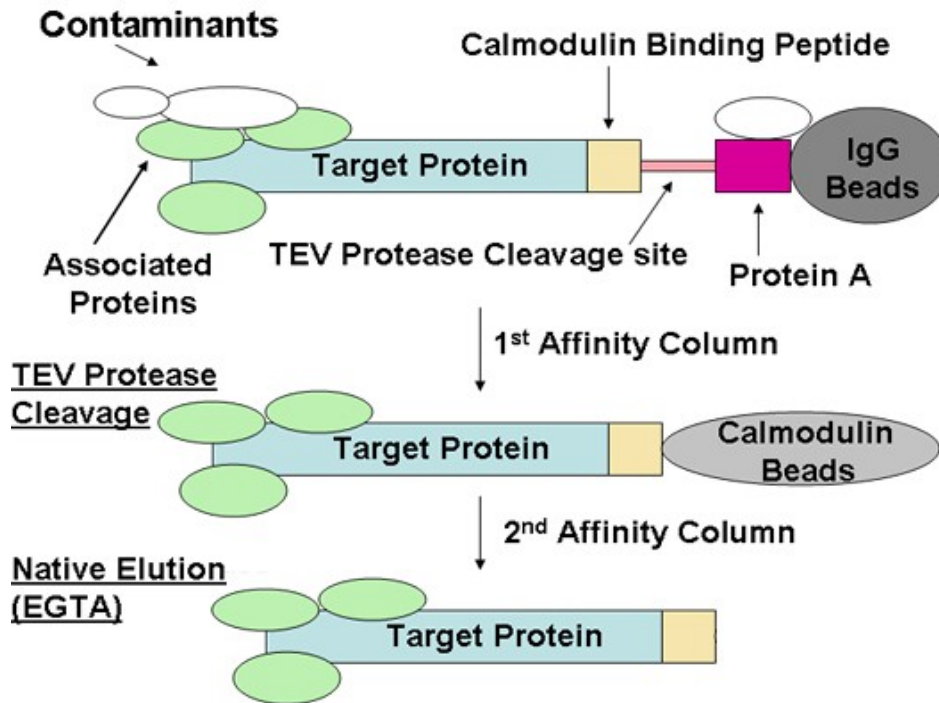 Contaminants
Calmodulin Binding Peptide
Target Protein
IgG
Beads
TEV Protease Cleavage site
Associated
Proteins
Protein A
1st Affinity Column
TEV Protease
Cleavage
Target Protein
Calmodulin
Beads
2nd Affinity Column
Native Elution
(EGTA)
Target Protein